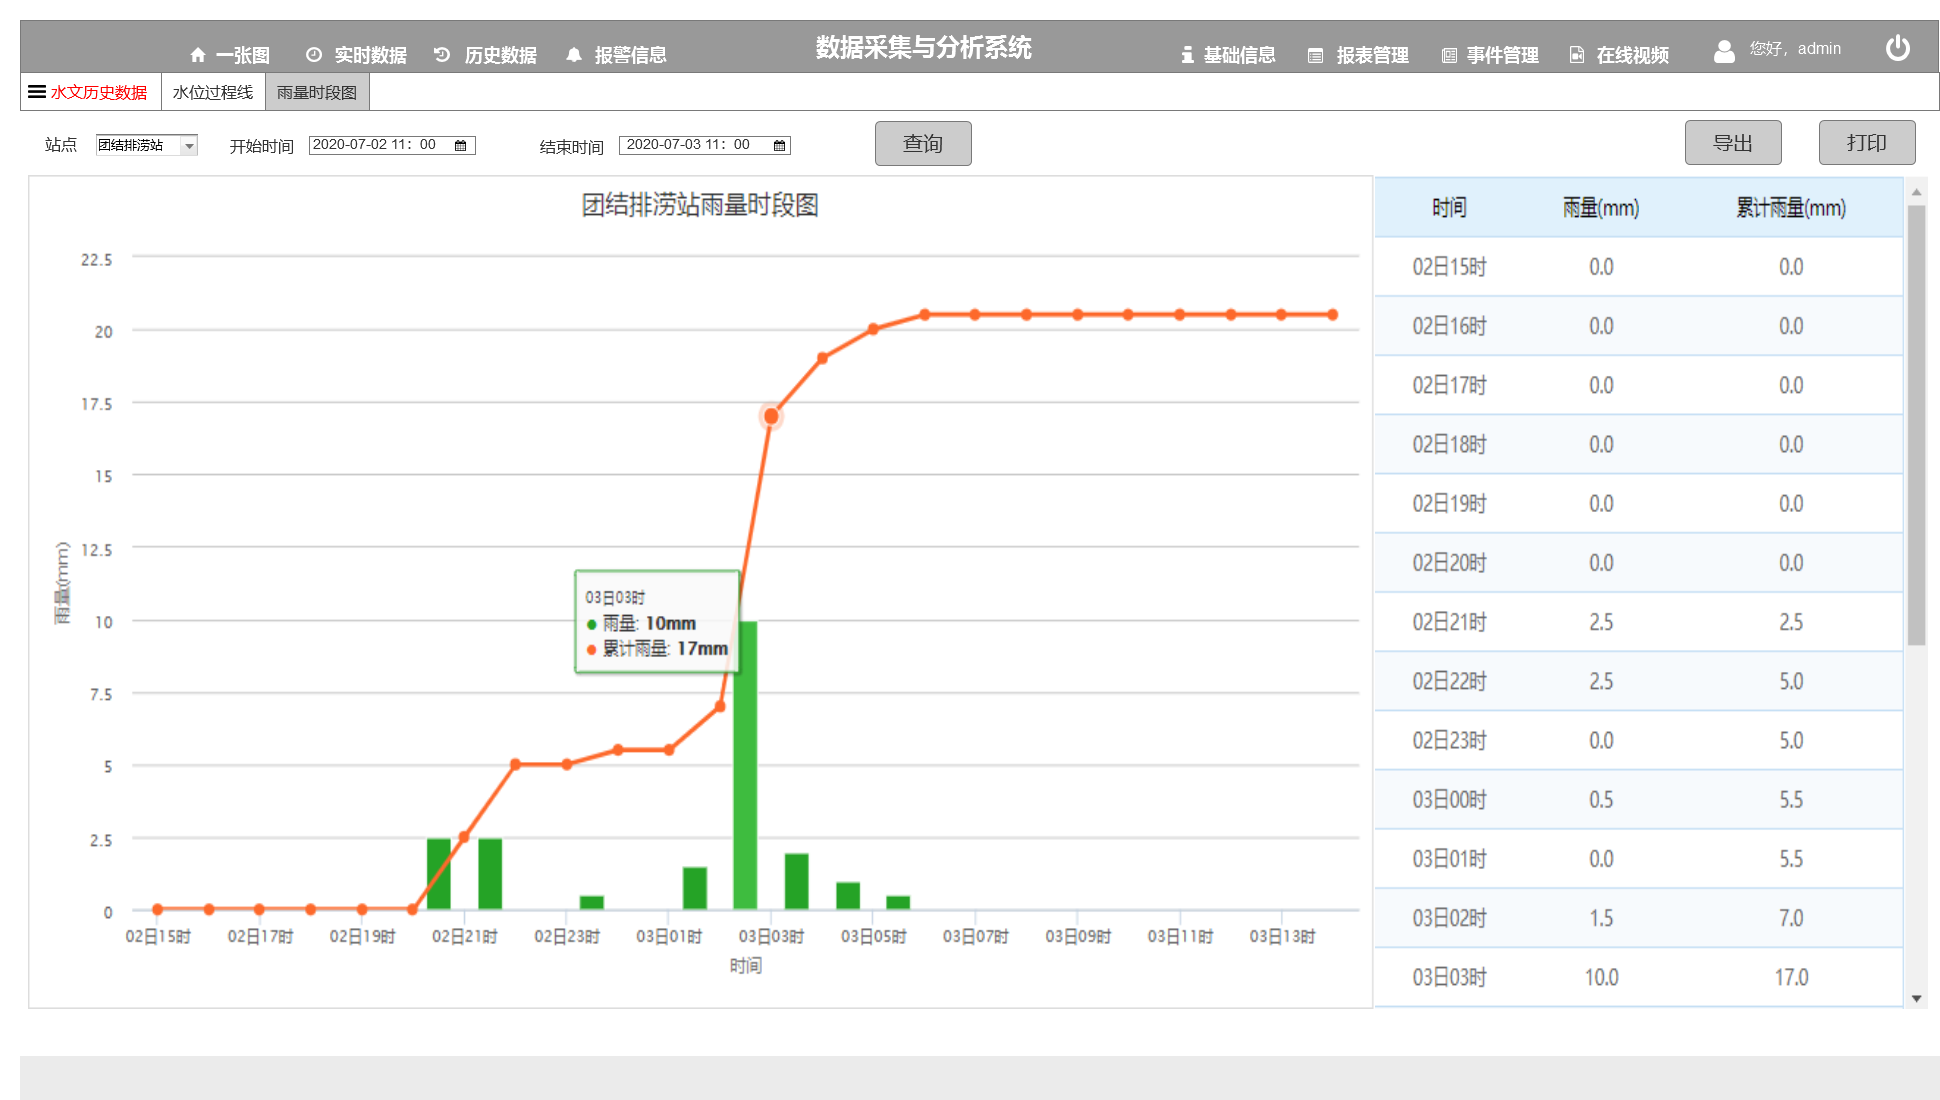 一张图 实时数据 历史数据 报警信息 数据采集与分析系统 基础信息 报表管理 事件管理 在线视频 您好，admin
水文历史数据 水位过程线 雨量时段图
站点 团结排涝站 开始时间 2020-07-02 11：00 结束时间 2020-07-03 11：00 查询 导出 打印
团结排涝站雨量时段图
22.5
20
17.5
15
12.5
10
7.5
5
2.5
0
雨量(mm)
03日03时
雨量: 10mm
累计雨量: 17mm
02日15时 02日17时 02日19时 02日21时 02日23时 03日01时 03日03时 03日05时 03日07时 03日09时 03日11时 03日13时
时间
时间 雨量(mm) 累计雨量(mm)
02日15时 0.0 0.0
02日16时 0.0 0.0
02日17时 0.0 0.0
02日18时 0.0 0.0
02日19时 0.0 0.0
02日20时 0.0 0.0
02日21时 2.5 2.5
02日22时 2.5 5.0
02日23时 0.0 5.0
03日00时 0.5 5.5
03日01时 0.0 5.5
03日02时 1.5 7.0
03日03时 10.0 17.0